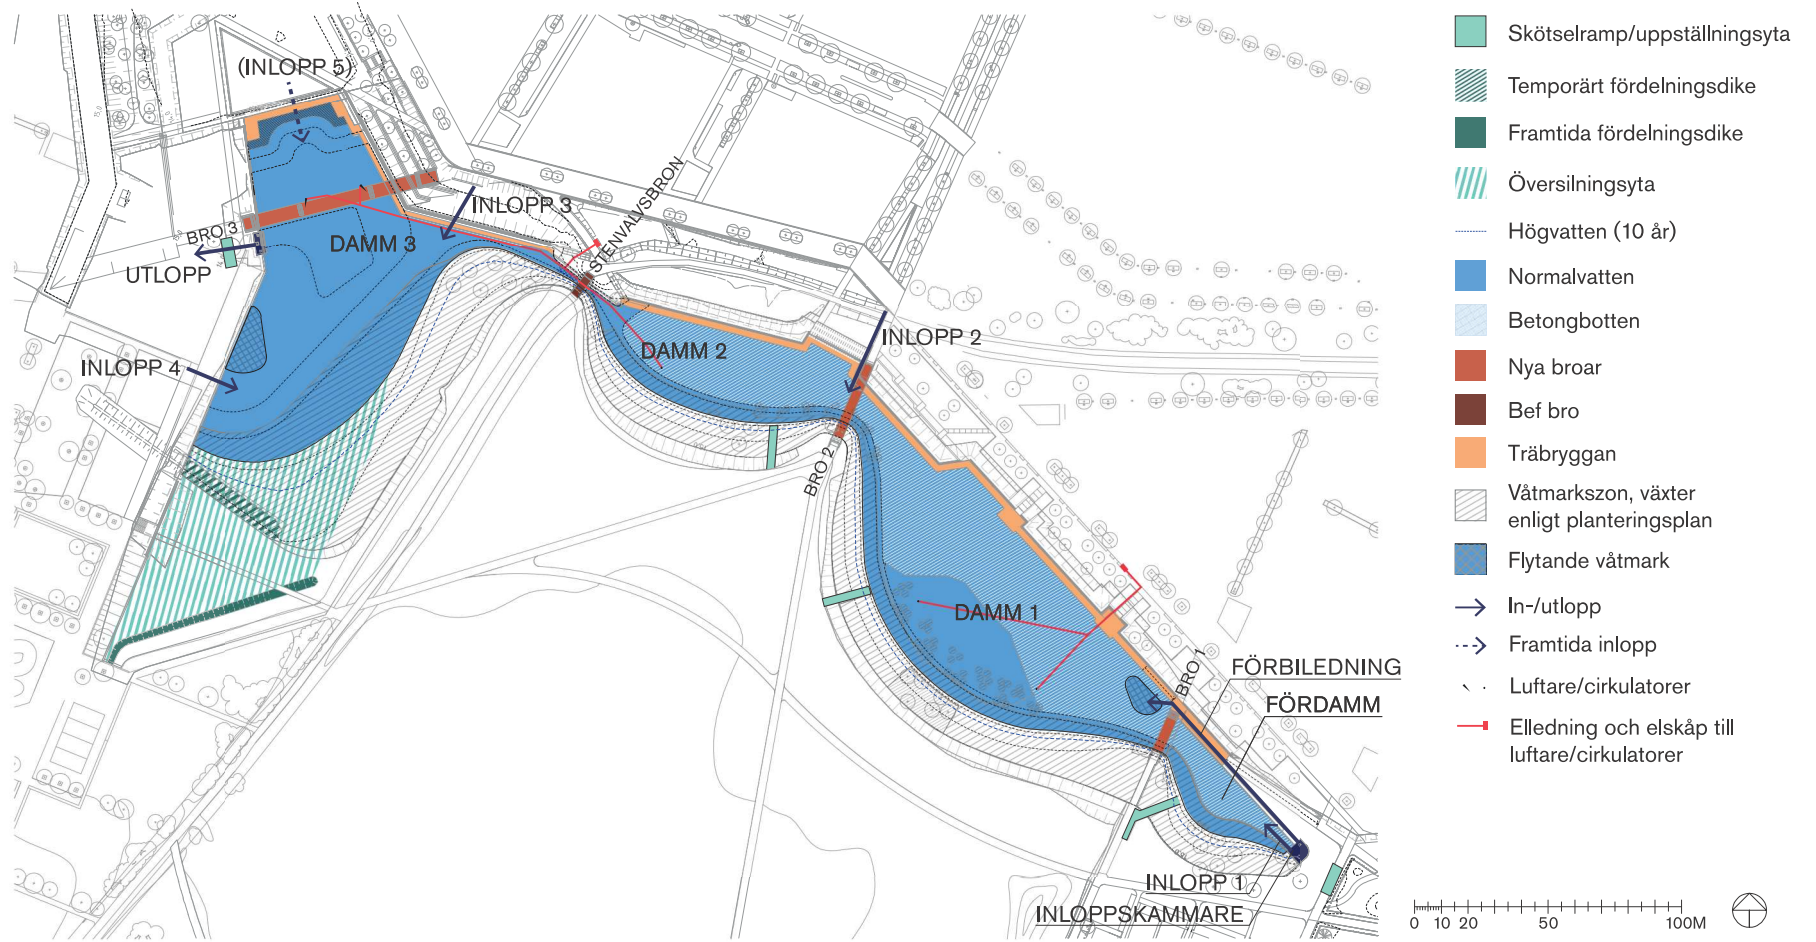 (INLOPP 5)
INLOPP 3
STENVALVSBRON
BRO 3
DAMM 3
UTLOPP
INLOPP 4
DAMM 2
INLOPP 2
BRO 2
DAMM 1
BRO 1
FÖRBILEDNING
FÖRDAMM
INLOPP 1
INLOPPSKAMMARE
Skötselramp/uppställningsyta
Temporärt fördelningsdike
Framtida fördelningsdike
Översilningsyta
Högvatten (10 år)
Normalvatten
Betongbotten
Nya broar
Bef bro
Träbryggan
Våtmarkszon, växter
enligt planteringsplan
Flytande våtmark
In-/utlopp
Framtida inlopp
Luftare/cirkulatorer
Elledning och elskåp till
luftare/cirkulatorer
0 10 20 50 100M